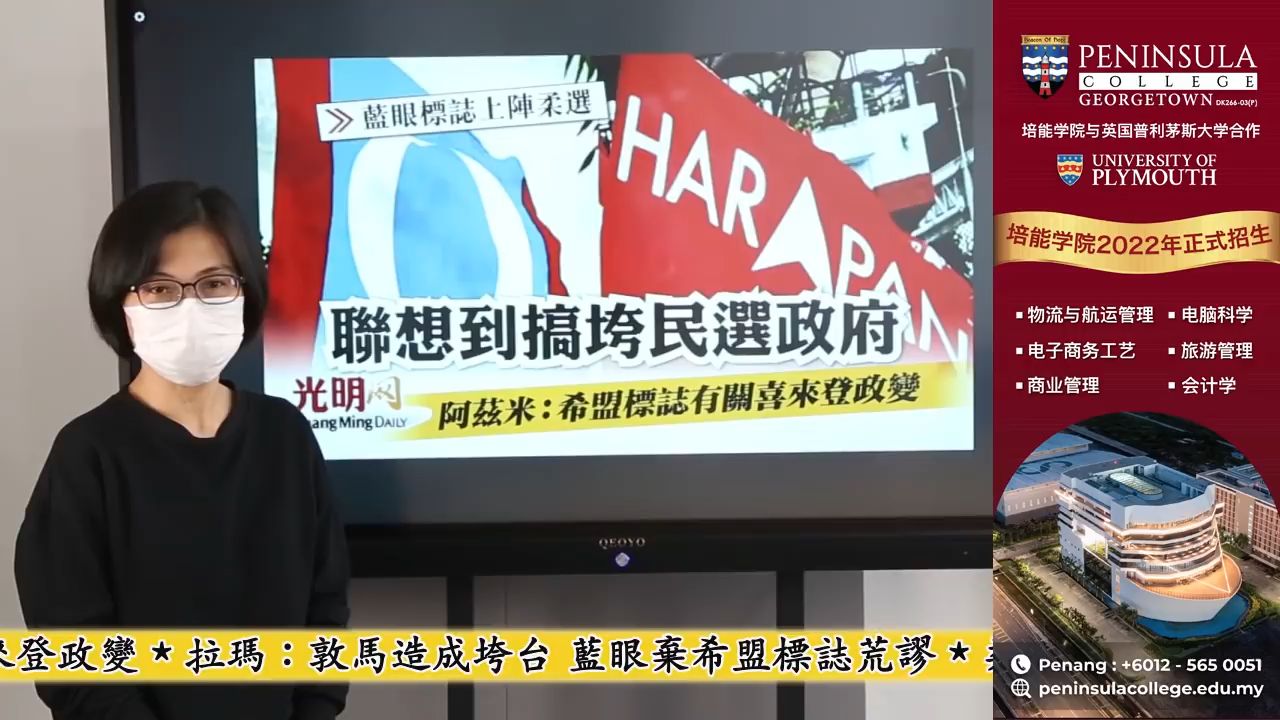 藍眼標誌上陣柔選
HARAPAN
聯想到搞垮民選政府
光明网
uang Ming DAILY
阿茲米：希盟標誌有關喜來登政變
QEOYO
來登政變 * 拉瑪：敦馬造成垮台 藍眼棄希盟標誌荒謬 *
Beacon Of Hope
PENINSULA
COLLEGE
GEORGETOWN DK266-03(P)
培能学院与英国普利茅斯大学合作
UNIVERSITY OF
PLYMOUTH
培能学院2022年正式招生
▪ 物流与航运管理 ▪ 电脑科学
▪ 电子商务工艺 ▪ 旅游管理
▪ 商业管理 ▪ 会计学
Penang : +6012 - 565 0051
peninsulacollege.edu.my